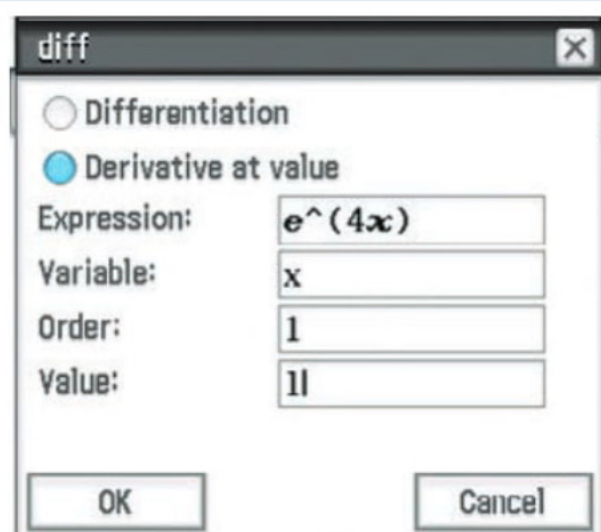 diff
Differentiation
Derivative at value
Expression: e^(4x)
Variable: x
Order: 1
Value: 1
OK Cancel